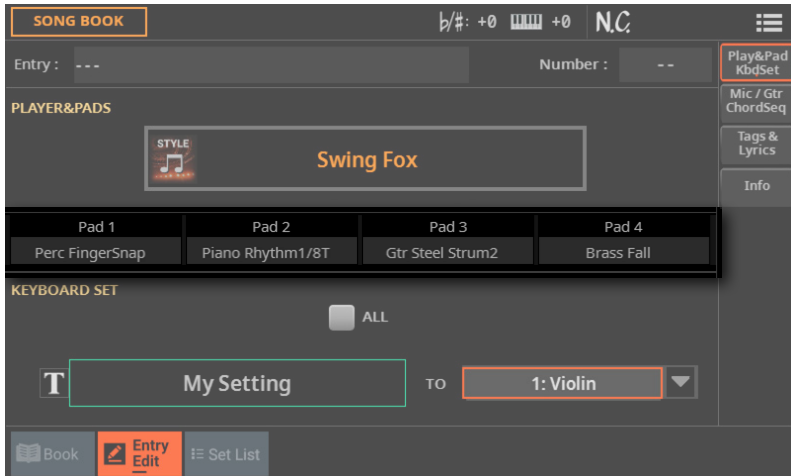 SONG BOOK
♭/♯: +0 +0 N.C.
Entry : ---
Number : --
Play&Pad
KbdSet
Mic / Gtr
ChordSeq
Tags &
Lyrics
Info
PLAYER&PADS
STYLE
Swing Fox
Pad 1 Pad 2 Pad 3 Pad 4
Perc FingerSnap Piano Rhythm1/8T Gtr Steel Strum2 Brass Fall
KEYBOARD SET
ALL
T My Setting TO 1: Violin
Book
Entry
Edit
Set List